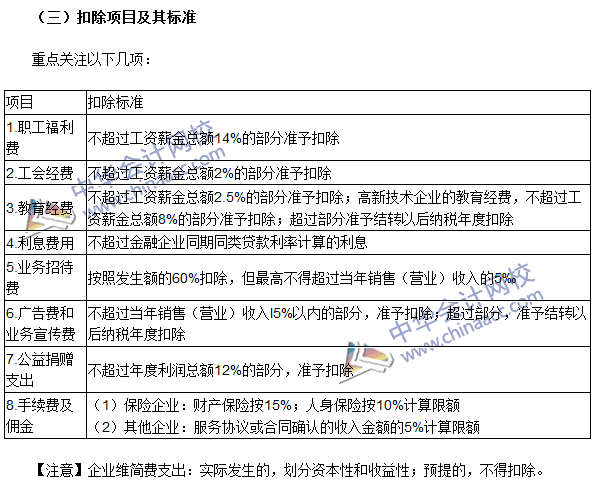 （三）扣除项目及其标准
重点关注以下几项：
项目 扣除标准
1.职工福利
费
不超过工资薪金总额14%的部分准予扣除
2.工会经费 不超过工资薪金总额2%的部分准予扣除
3.教育经费
不超过工资薪金总额2.5%的部分准予扣除；高新技术企业的教育经费，不超过工
资薪金总额8%的部分准予扣除；超过部分准予结转以后纳税年度扣除
4.利息费用 不超过金融企业同期同类贷款利率计算的利息
5.业务招待
费
按照发生额的60%扣除，但最高不得超过当年销售（营业）收入的5‰
6.广告费和
业务宣传费
不超过当年销售（营业）收入l5%以内的部分，准予扣除；超过部分，准予结转以
后纳税年度扣除
7.公益捐赠
支出
不超过年度利润总额12%的部分，准予扣除
8.手续费及
佣金
（1）保险企业：财产保险按15%；人身保险按10%计算限额
（2）其他企业：服务协议或合同确认的收入金额的5%计算限额
【注意】企业维简费支出：实际发生的，划分资本性和收益性；预提的，不得扣除。
中华会计网校
www.chinaacc.com
中华会计网校
www.chinaacc.com